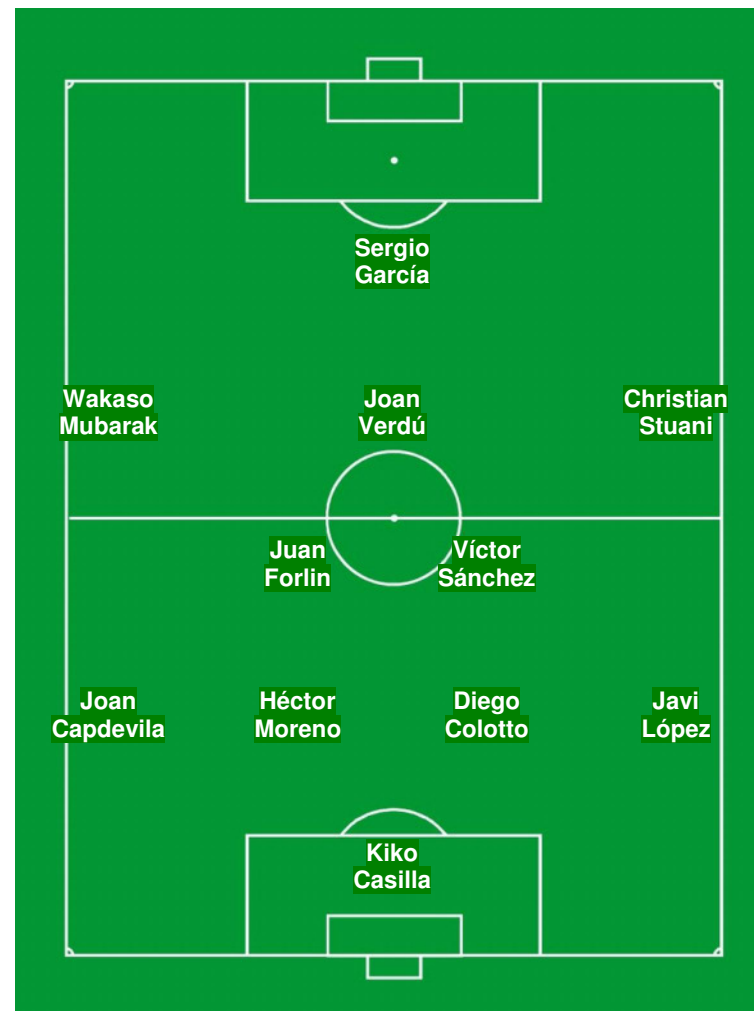 Sergio
García
Wakaso
Mubarak
Joan
Verdú
Christian
Stuani
Juan
Forlin
Víctor
Sánchez
Joan
Capdevila
Héctor
Moreno
Diego
Colotto
Javi
López
Kiko
Casilla